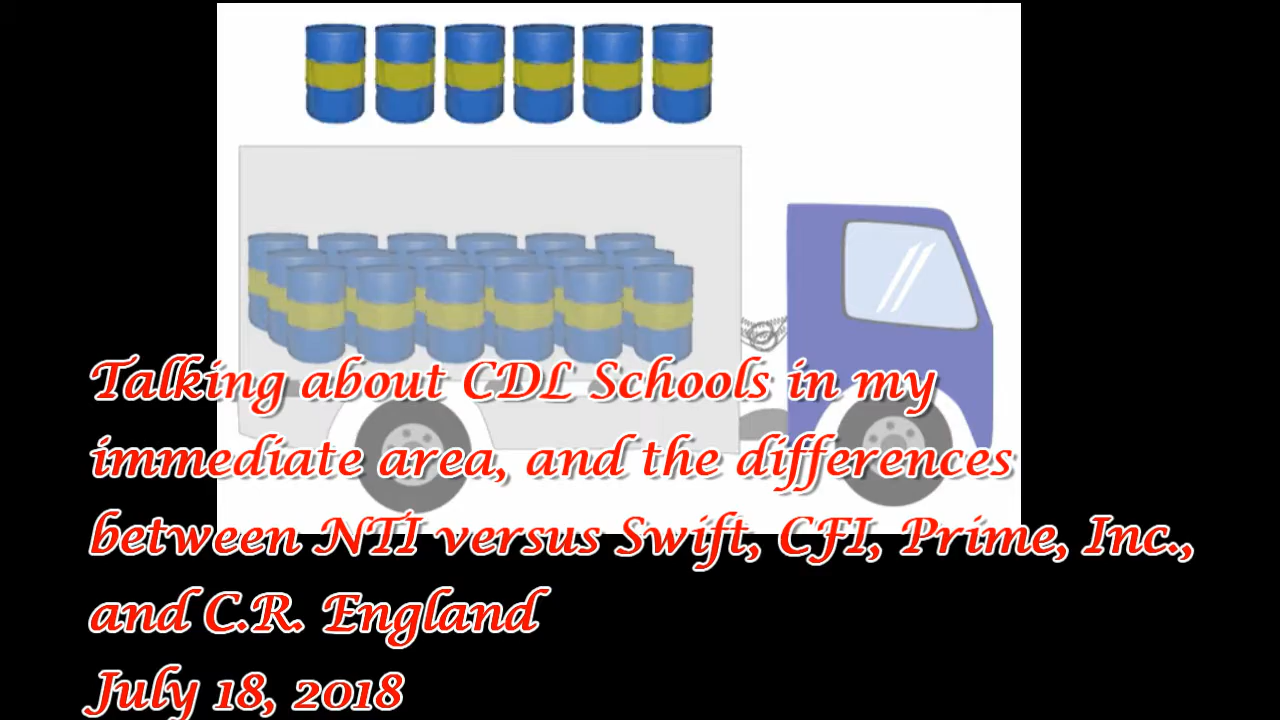 Talking about CDL Schools in my
immediate area, and the differences
between NTI versus Swift, CFI, Prime, Inc.,
and C.R. England
July 18, 2018